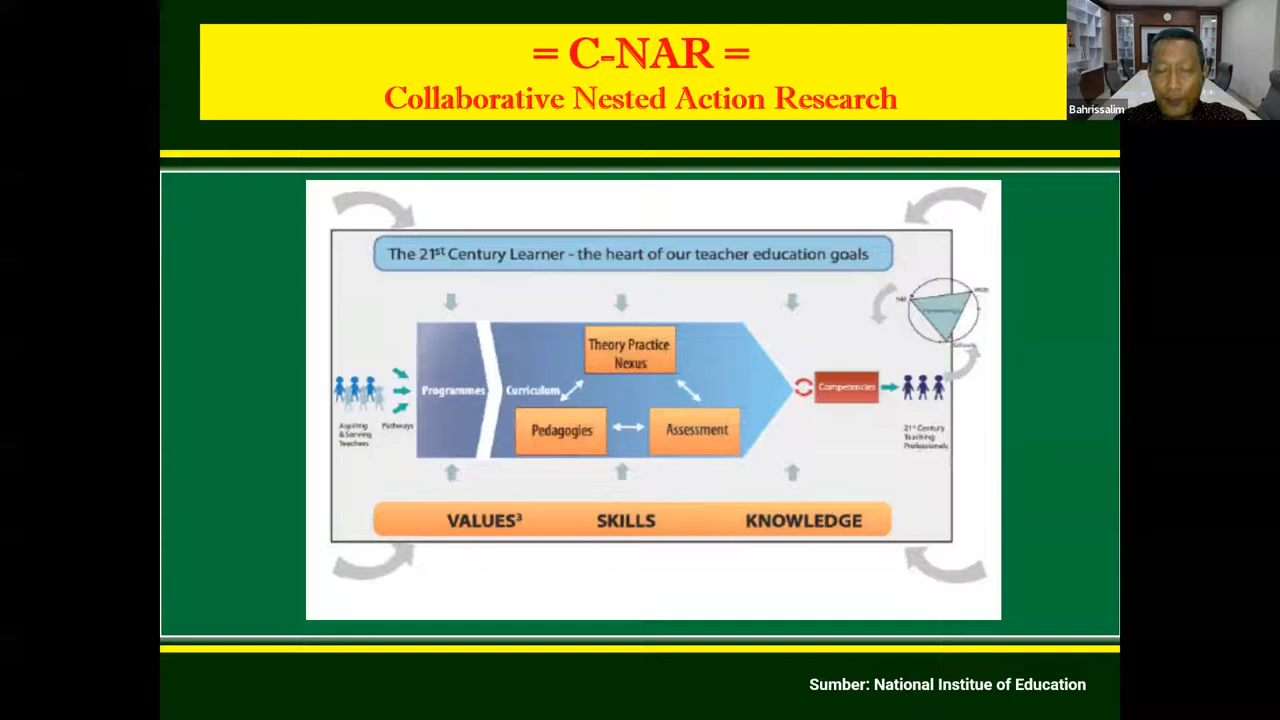 = C-NAR =
Collaborative Nested Action Research
Bahrissalim
The 21st Century Learner - the heart of our teacher education goals
Theory Practice
Nexus
Programmes
Curriculum
Pedagogies
Assessment
Competencies
Aspiring
& Serving
Teachers
Pathways
21st Century
Teaching
Professionals
Schools
VALUES³
SKILLS
KNOWLEDGE
Sumber: National Institue of Education